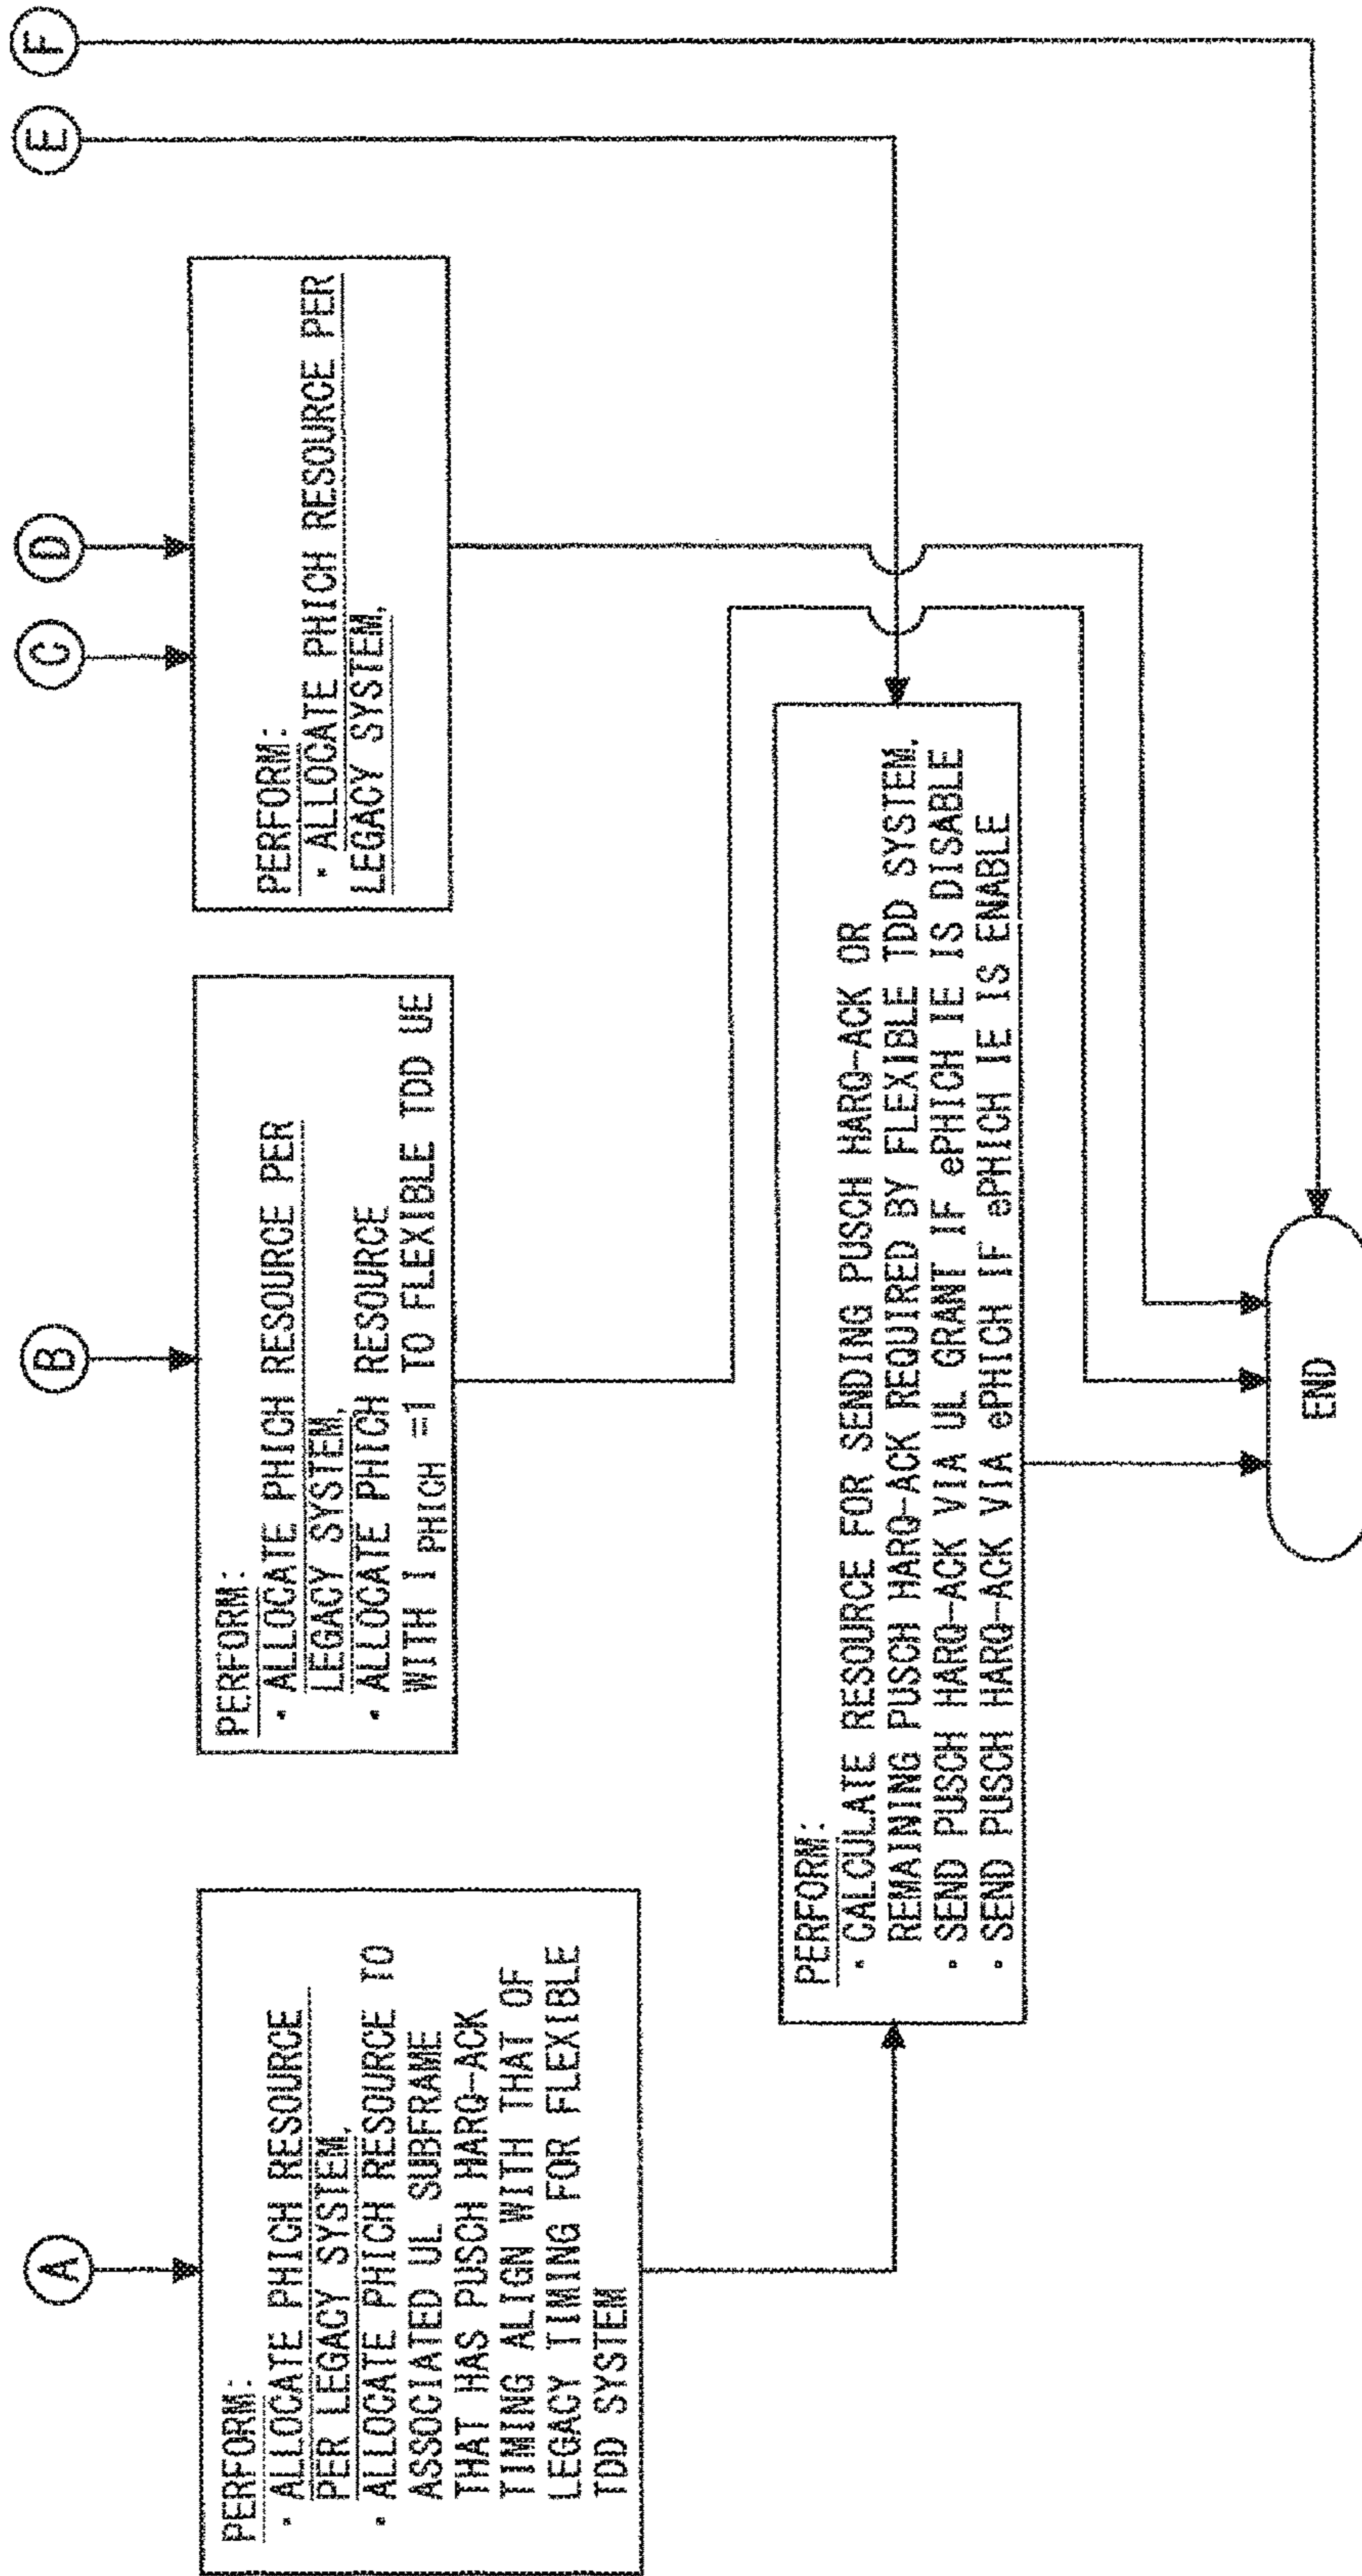 A
B
C
D
E
F
PERFORM:
· ALLOCATE PHICH RESOURCE
PER LEGACY SYSTEM,
· ALLOCATE PHICH RESOURCE TO
ASSOCIATED UL SUBFRAME
THAT HAS PUSCH HARQ-ACK
TIMING ALIGN WITH THAT OF
LEGACY TIMING FOR FLEXIBLE
TDD SYSTEM
PERFORM:
· ALLOCATE PHICH RESOURCE PER
LEGACY SYSTEM,
· ALLOCATE PHICH RESOURCE
WITH I PHICH =1 TO FLEXIBLE TDD UE
PERFORM:
· ALLOCATE PHICH RESOURCE PER
LEGACY SYSTEM,
PERFORM:
· CALCULATE RESOURCE FOR SENDING PUSCH HARQ-ACK OR
REMAINING PUSCH HARQ-ACK REQUIRED BY FLEXIBLE TDD SYSTEM,
· SEND PUSCH HARQ-ACK VIA UL GRANT IF ePHICH IE IS DISABLE
· SEND PUSCH HARQ-ACK VIA ePHICH IF ePHICH IE IS ENABLE
END